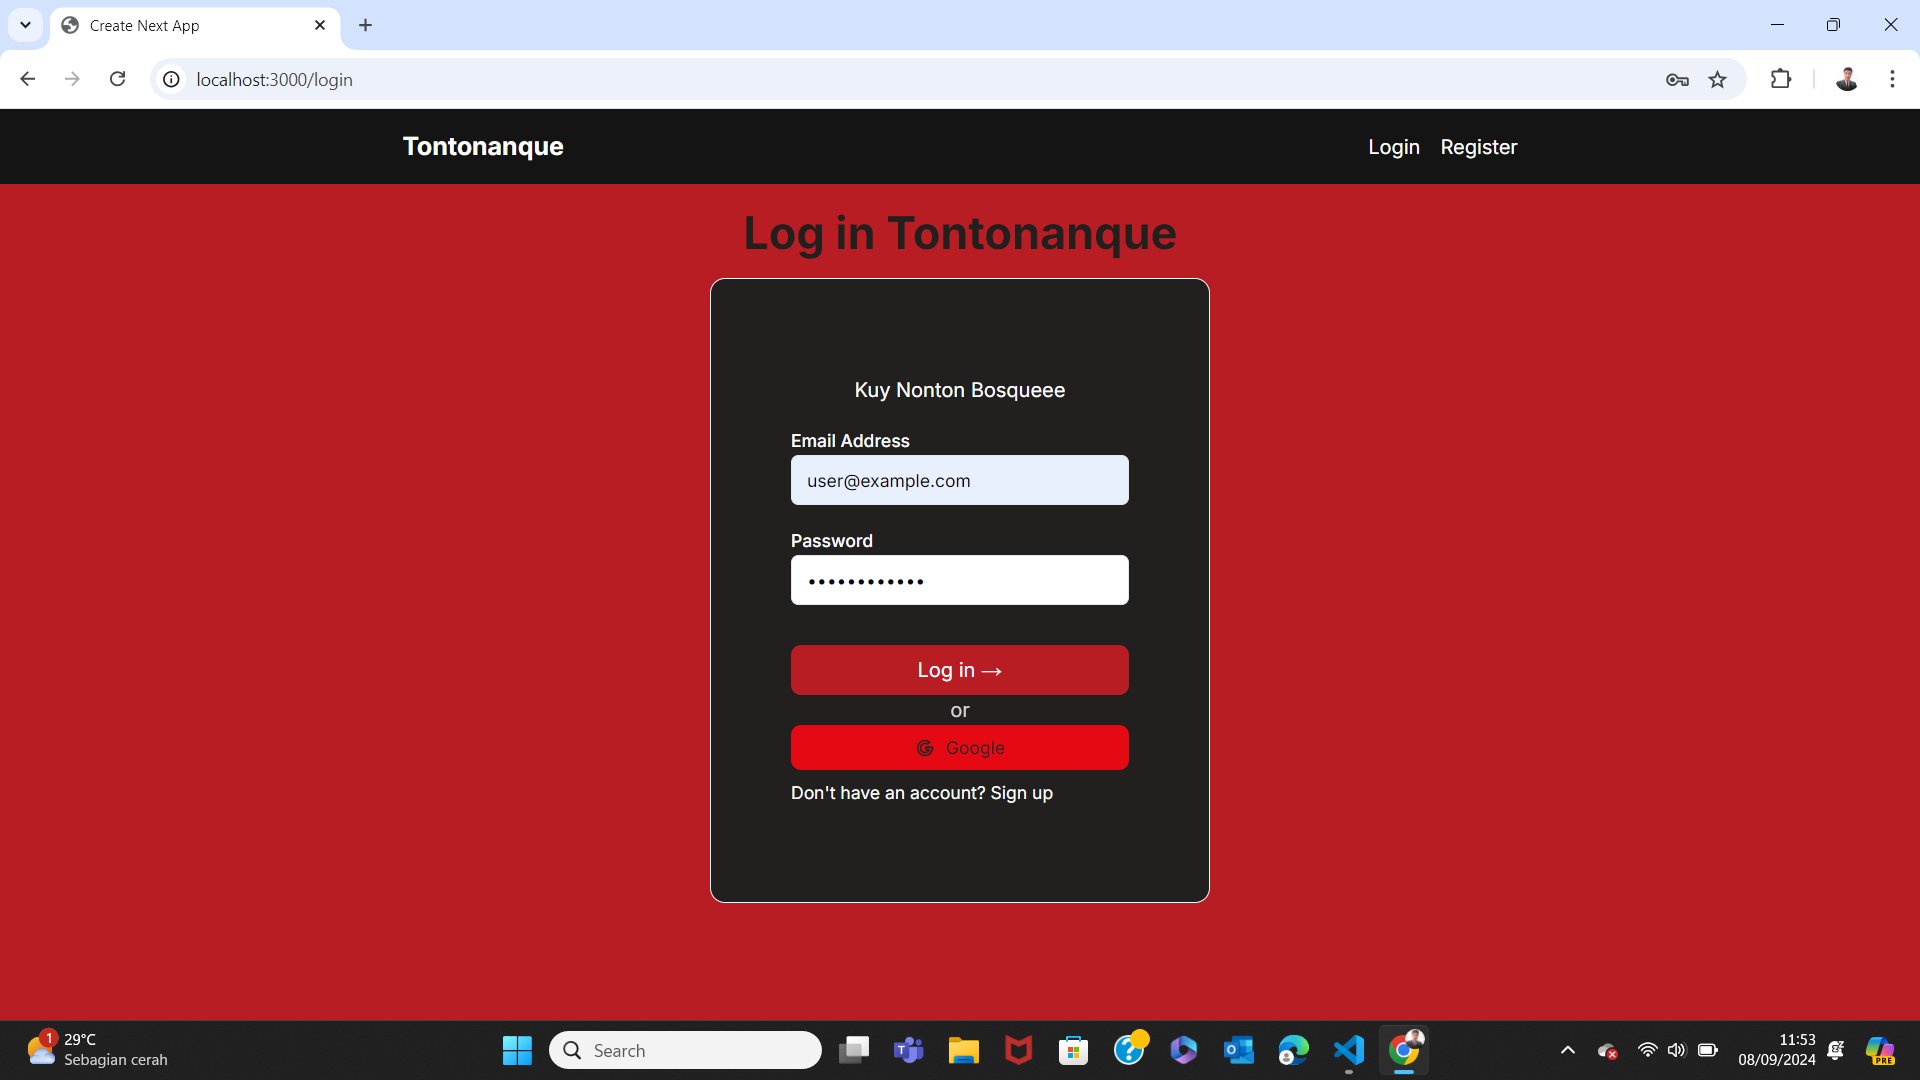 Create Next App
localhost:3000/login
Tontonanque
Login Register
Log in Tontonanque
Kuy Nonton Bosqueee
Email Address
user@example.com
Password
••••••••••••
Log in →
or
Google
Don't have an account? Sign up
1
29°C
Sebagian cerah
Search
11:53
08/09/2024
PRE